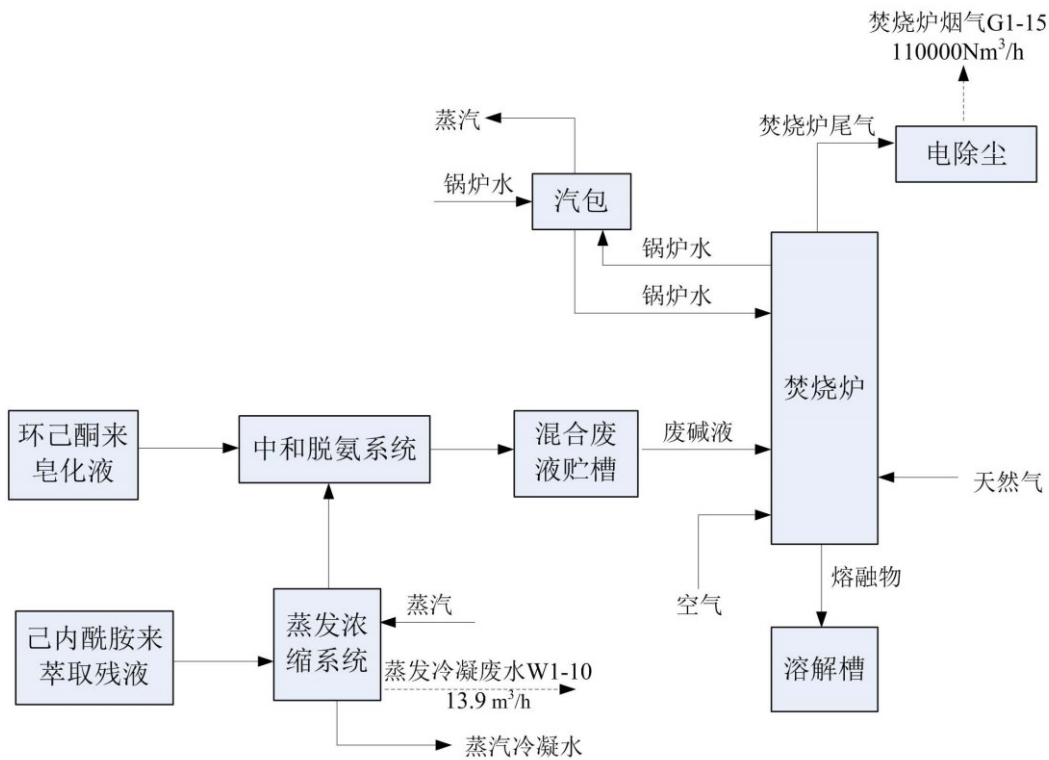 焚烧炉烟气G1-15
110000Nm³/h
蒸汽
焚烧炉尾气
电除尘
锅炉水
汽包
锅炉水
锅炉水
焚烧炉
环己酮来
皂化液
中和脱氨系统
混合废
液贮槽
废碱液
天然气
空气
熔融物
己内酰胺来
萃取残液
蒸发浓
缩系统
蒸汽
蒸发冷凝废水W1-10
13.9 m³/h
蒸汽冷凝水
溶解槽